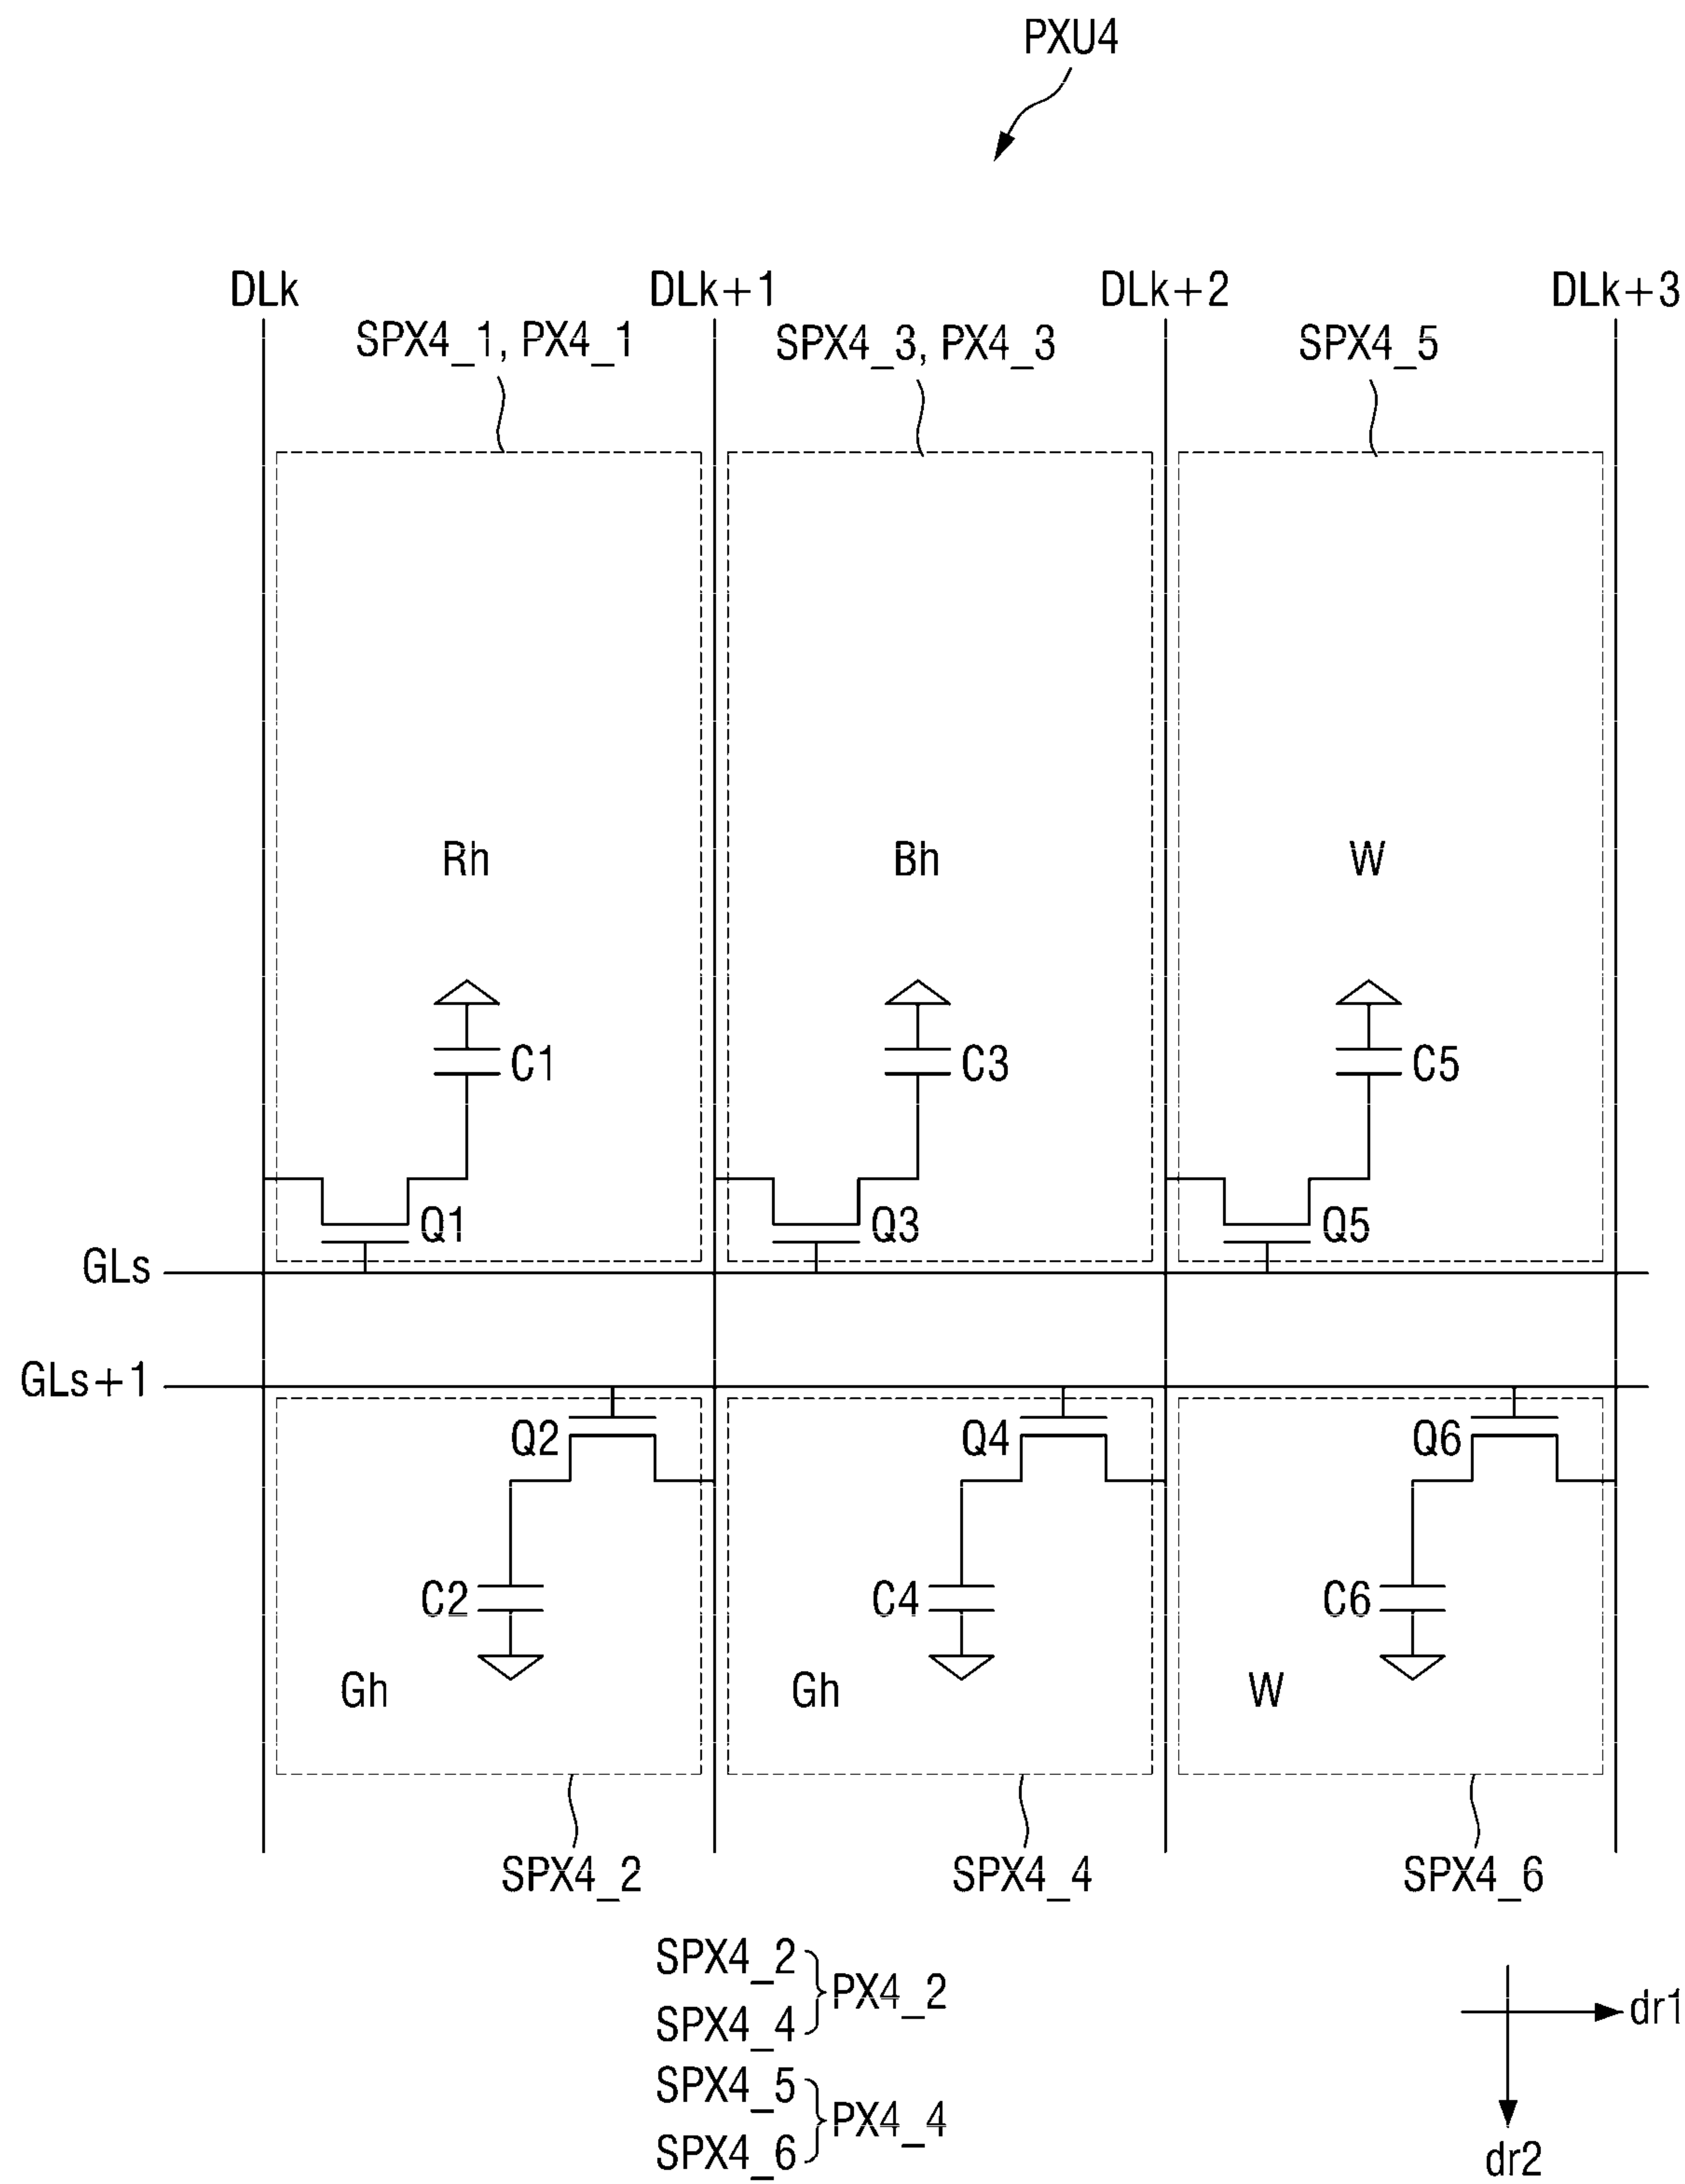 PXU4
DLk DLk+1 DLk+2 DLk+3
SPX4_1, PX4_1 SPX4_3, PX4_3 SPX4_5
Rh Bh W
C1 C3 C5
Q1 Q3 Q5
GLs
GLs+1
Q2 Q4 Q6
C2 C4 C6
Gh Gh W
SPX4_2 SPX4_4 SPX4_6
SPX4_2
PX4_2
SPX4_4
SPX4_5
PX4_4
SPX4_6
dr1
dr2